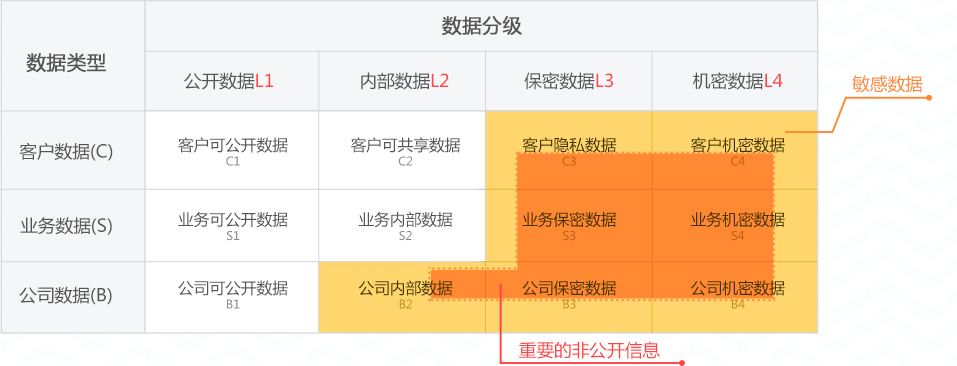 数据分级
数据类型
公开数据L1
内部数据L2
保密数据L3
机密数据L4
敏感数据
客户数据(C)
客户可公开数据
C1
客户可共享数据
C2
客户隐私数据
C3
客户机密数据
C4
业务数据(S)
业务可公开数据
S1
业务内部数据
S2
业务保密数据
S3
业务机密数据
S4
公司数据(B)
公司可公开数据
B1
公司内部数据
B2
公司保密数据
B3
公司机密数据
B4
重要的非公开信息